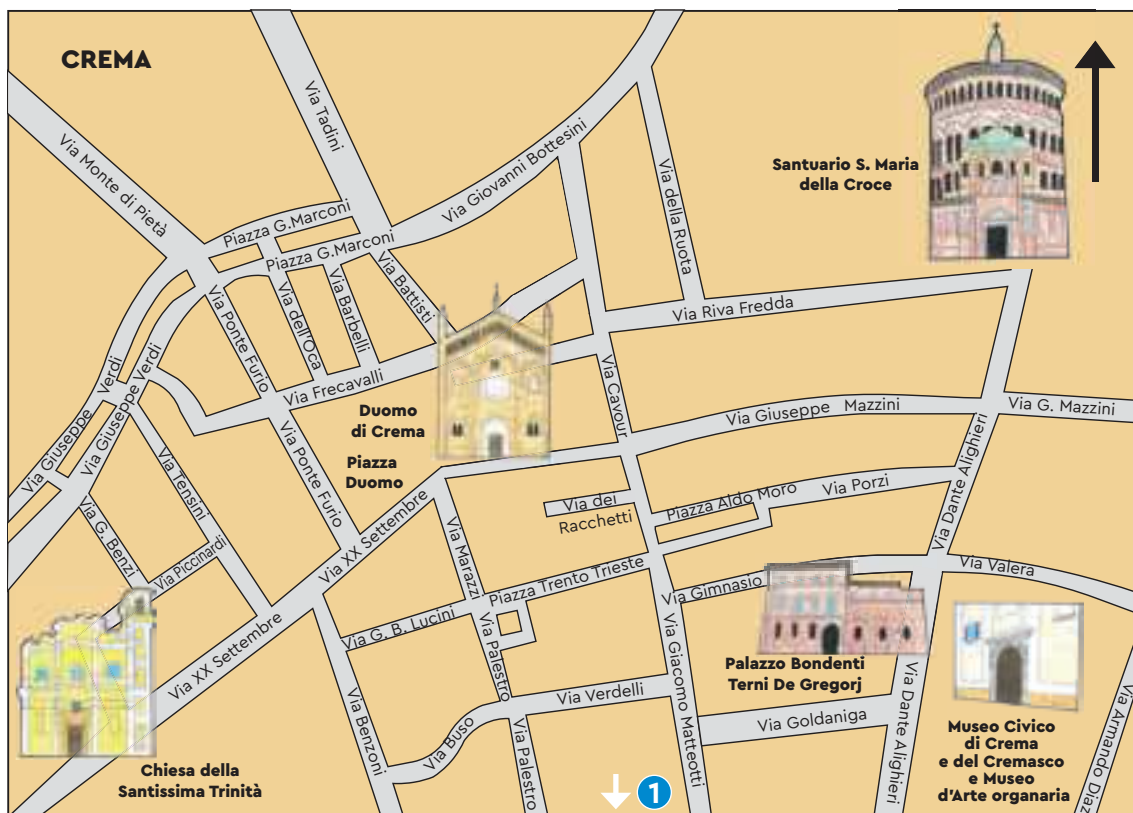 CREMA
Via Tadini
Via Giovanni Bottesini
Via Monte di Pietà
Via della Ruota
Santuario S. Maria
della Croce
Piazza G.Marconi
Piazza G.Marconi
Via Battisti
Via Barbelli
Via dell'Oca
Via Ponte Furio
Via Riva Fredda
Via Giuseppe Verdi
Via Giuseppe Verdi
Via Frecavalli
Via Cavour
Duomo
di Crema
Piazza
Duomo
Via Giuseppe Mazzini
Via G. Mazzini
Via Ponte Furio
Via Tensini
Via G. Benzi
Via Piccinardi
Via XX Settembre
Via Marazzi
Via dei
Racchetti
Piazza Aldo Moro
Via Porzi
Via Dante Alighieri
Piazza Trento Trieste
Via Gimnasio
Via Valera
Via G. B. Lucini
Via Palestro
Via XX Settembre
Via Giacomo Matteotti
Palazzo Bondenti
Terni De Gregorj
Via Verdelli
Via Goldaniga
Via Dante Alighieri
Via Benzoni
Via Buso
Via Palestro
Via Armando Diaz
Museo Civico
di Crema
e del Cremasco
e Museo
d'Arte organaria
Chiesa della
Santissima Trinità
1